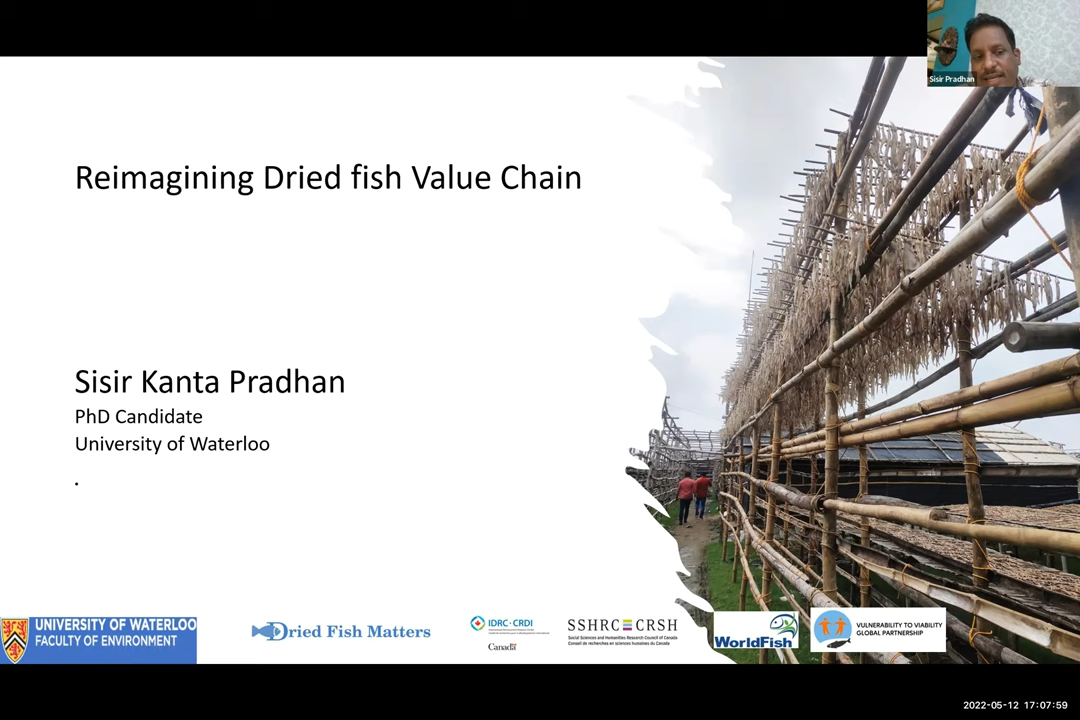 Sisir Pradhan
Reimagining Dried fish Value Chain
Sisir Kanta Pradhan
PhD Candidate
University of Waterloo
.
UNIVERSITY OF WATERLOO
FACULTY OF ENVIRONMENT
Dried Fish Matters
IDRC · CRDI
Canada
SSHRC CRSH
Social Sciences and Humanities Research Council of Canada
Conseil de recherches en sciences humaines du Canada
WorldFish
VULNERABILITY TO VIABILITY
GLOBAL PARTNERSHIP
2022-05-12 17:07:59